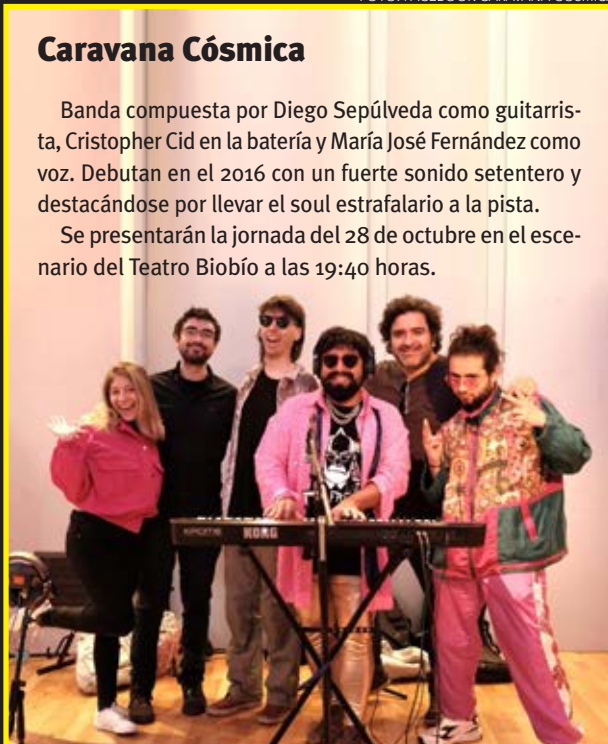 Caravana Cósmica
Banda compuesta por Diego Sepúlveda como guitarris-
ta, Cristopher Cid en la batería y María José Fernández como
voz. Debutan en el 2016 con un fuerte sonido setentero y
destacándose por llevar el soul estrafalario a la pista.
Se presentarán la jornada del 28 de octubre en el esce-
nario del Teatro Biobío a las 19:40 horas.
KROME
KORG